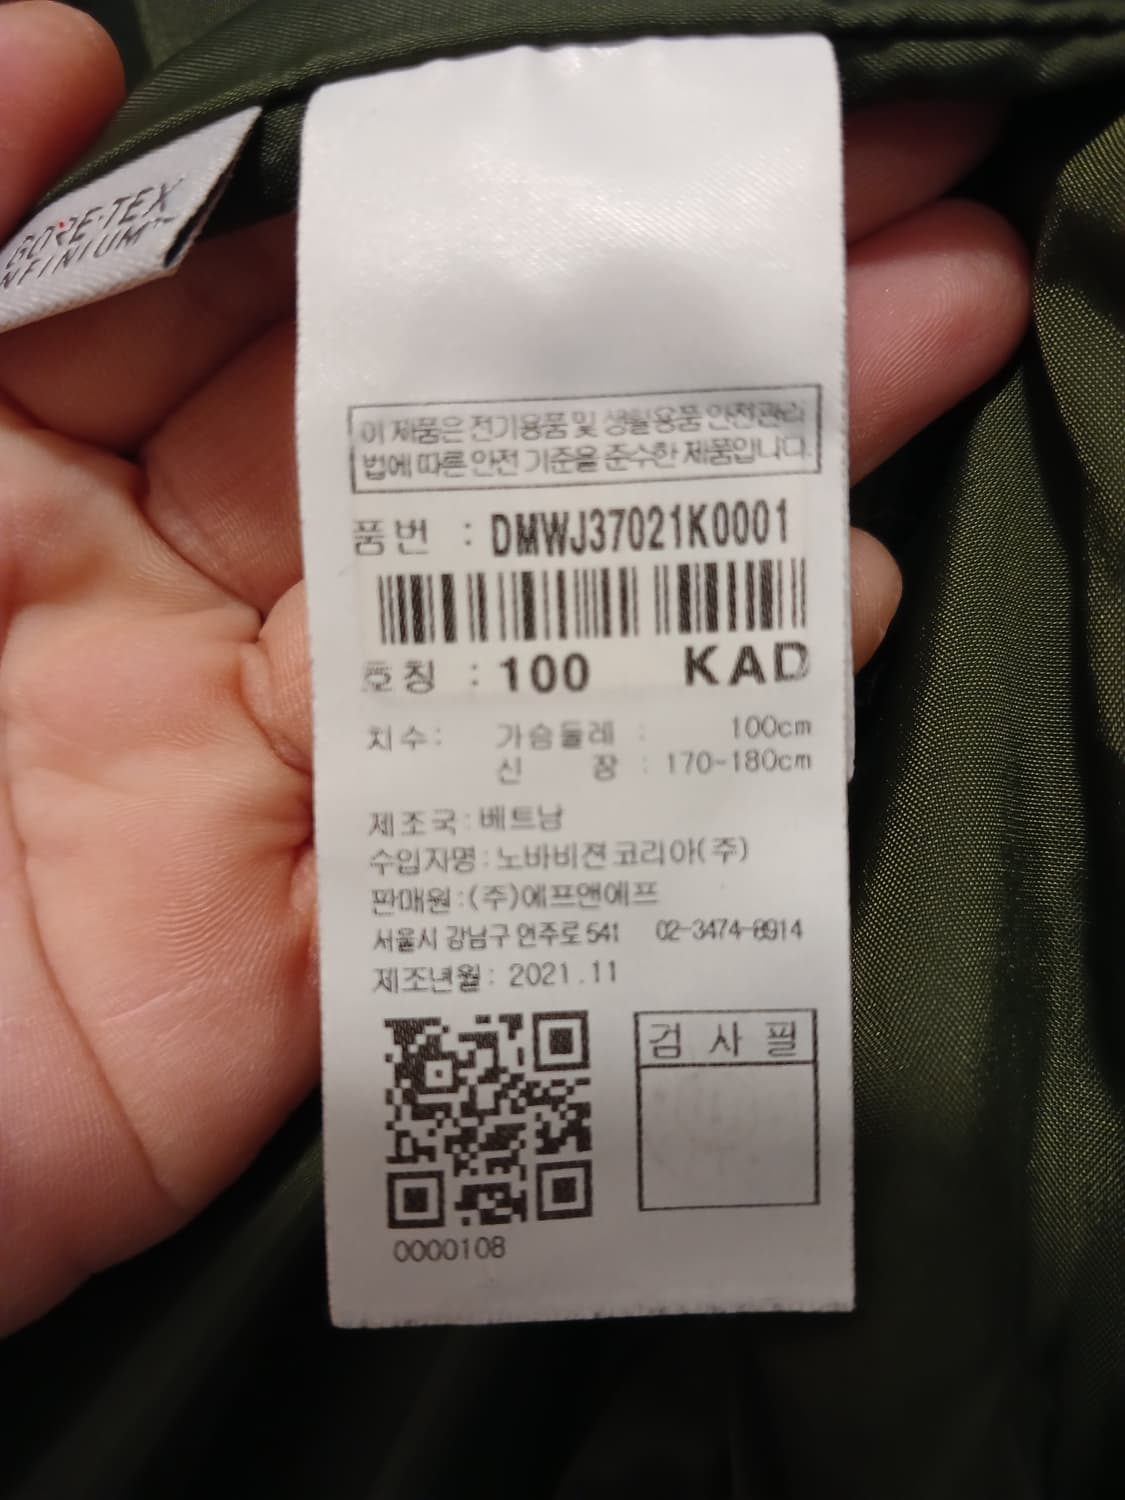 GORE-TEX
INFINIUM™
이 제품은 전기용품 및 생활용품 안전관리
법에 따른 안전 기준을 준수한 제품입니다.
품번 : DMWJ37021K0001
호칭 : 100 KAD
치수: 가슴둘레 : 100cm
신 장 : 170-180cm
제조국: 베트남
수입자명: 노바비젼코리아(주)
판매원:(주)에프앤에프
서울시 강남구 언주로 541 02-3474-8914
제조년월: 2021.11
검 사 필
0000108